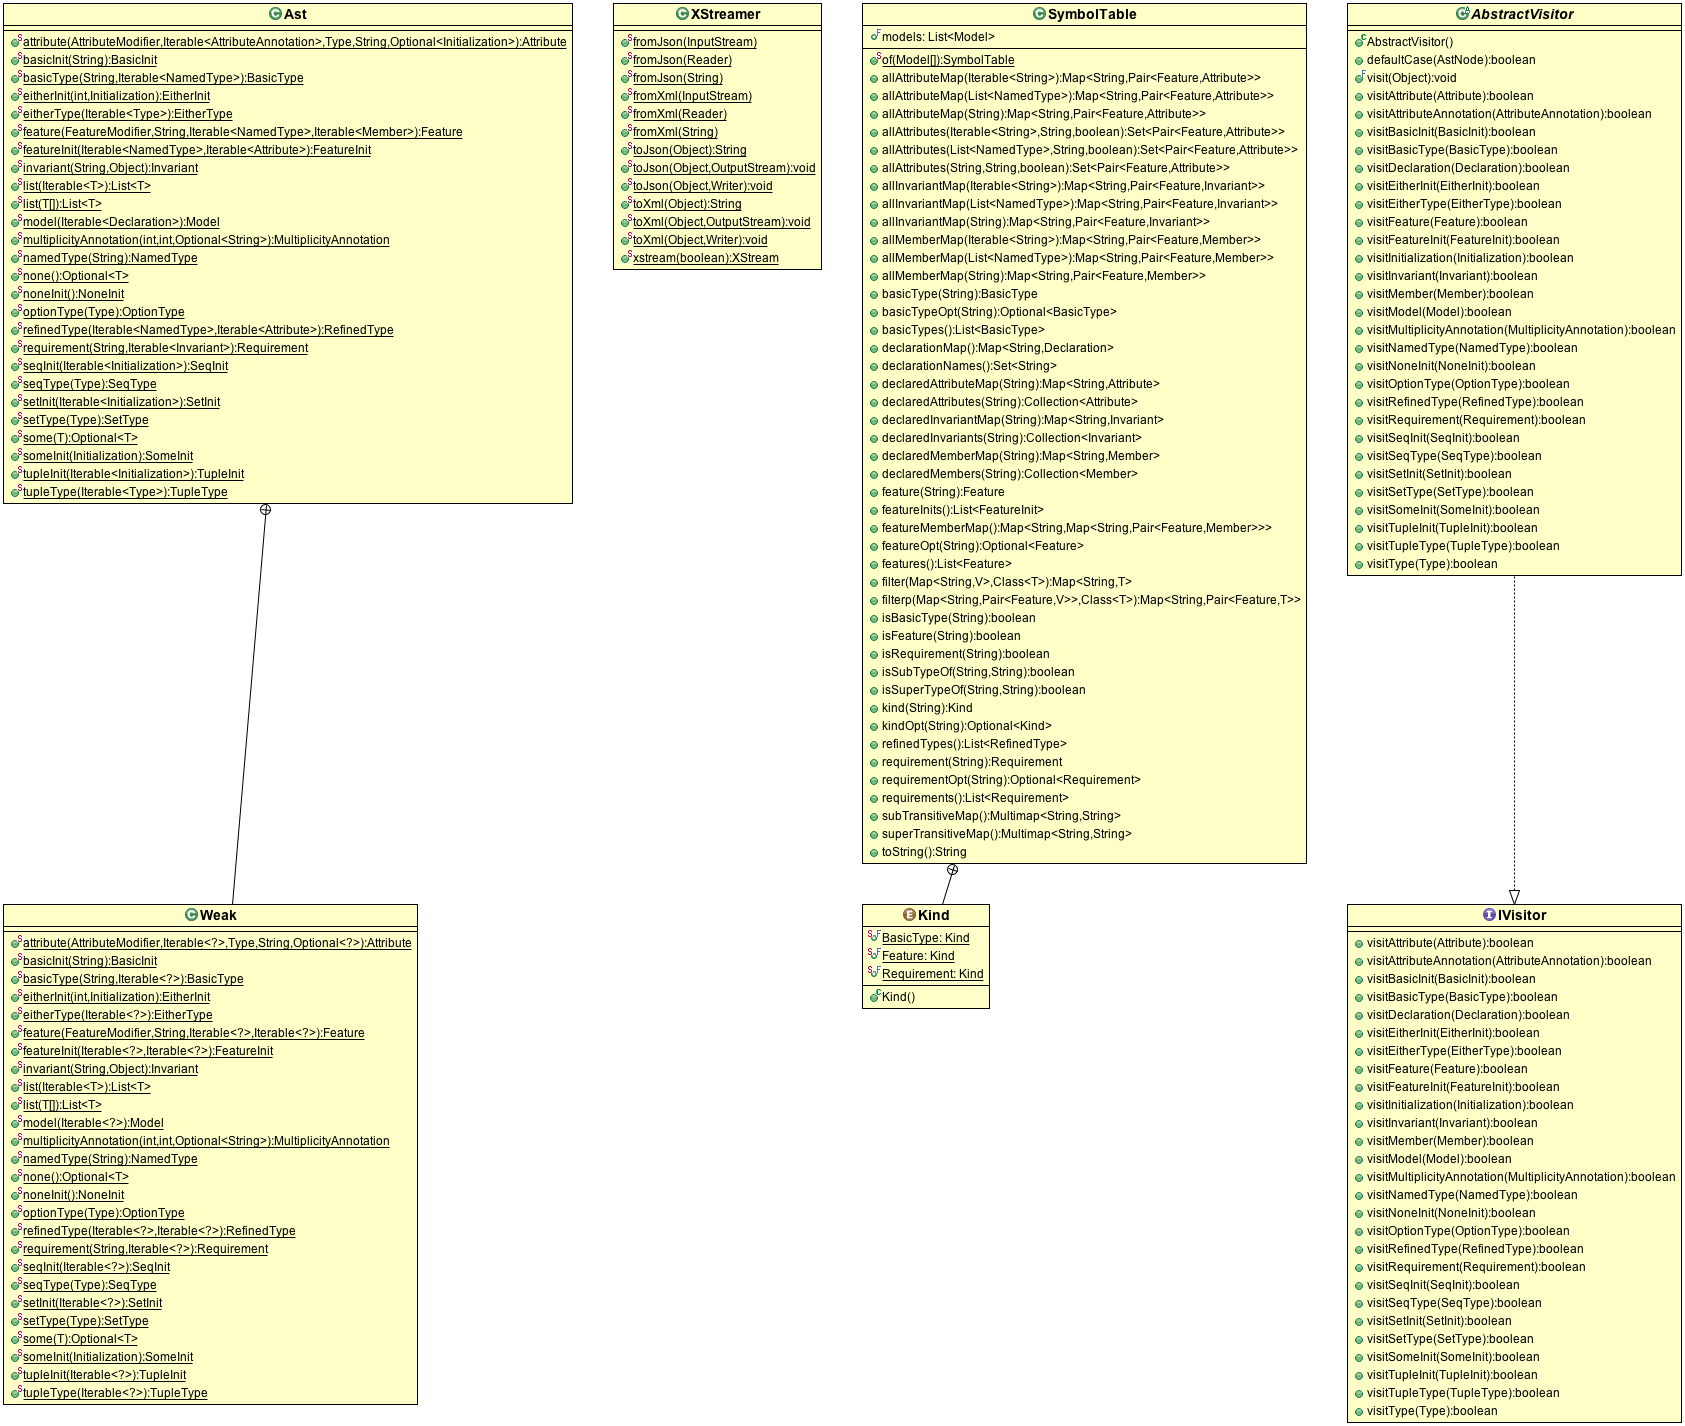 Ast
attribute(AttributeModifier,Iterable<AttributeAnnotation>,Type,String,Optional<Initialization>):Attribute
basicInit(String):BasicInit
basicType(String,Iterable<NamedType>):BasicType
eitherInit(int,Initialization):EitherInit
eitherType(Iterable<Type>):EitherType
feature(FeatureModifier,String,Iterable<NamedType>,Iterable<Member>):Feature
featureInit(Iterable<NamedType>,Iterable<Attribute>):FeatureInit
invariant(String,Object):Invariant
list(Iterable<T>):List<T>
list(T[]):List<T>
model(Iterable<Declaration>):Model
multiplicityAnnotation(int,int,Optional<String>):MultiplicityAnnotation
namedType(String):NamedType
none():Optional<T>
noneInit():NoneInit
optionType(Type):OptionType
refinedType(Iterable<NamedType>,Iterable<Attribute>):RefinedType
requirement(String,Iterable<Invariant>):Requirement
seqInit(Iterable<Initialization>):SeqInit
seqType(Type):SeqType
setInit(Iterable<Initialization>):SetInit
setType(Type):SetType
some(T):Optional<T>
someInit(Initialization):SomeInit
tupleInit(Iterable<Initialization>):TupleInit
tupleType(Iterable<Type>):TupleType
XStreamer
fromJson(InputStream)
fromJson(Reader)
fromJson(String)
fromXml(InputStream)
fromXml(Reader)
fromXml(String)
toJson(Object):String
toJson(Object,OutputStream):void
toJson(Object,Writer):void
toXml(Object):String
toXml(Object,OutputStream):void
toXml(Object,Writer):void
xstream(boolean):XStream
SymbolTable
models: List<Model>
of(Model[]):SymbolTable
allAttributeMap(Iterable<String>):Map<String,Pair<Feature,Attribute>>
allAttributeMap(List<NamedType>):Map<String,Pair<Feature,Attribute>>
allAttributeMap(String):Map<String,Pair<Feature,Attribute>>
allAttributes(Iterable<String>,String,boolean):Set<Pair<Feature,Attribute>>
allAttributes(List<NamedType>,String,boolean):Set<Pair<Feature,Attribute>>
allAttributes(String,String,boolean):Set<Pair<Feature,Attribute>>
allInvariantMap(Iterable<String>):Map<String,Pair<Feature,Invariant>>
allInvariantMap(List<NamedType>):Map<String,Pair<Feature,Invariant>>
allInvariantMap(String):Map<String,Pair<Feature,Invariant>>
allMemberMap(Iterable<String>):Map<String,Pair<Feature,Member>>
allMemberMap(List<NamedType>):Map<String,Pair<Feature,Member>>
allMemberMap(String):Map<String,Pair<Feature,Member>>
basicType(String):BasicType
basicTypeOpt(String):Optional<BasicType>
basicTypes():List<BasicType>
declarationMap():Map<String,Declaration>
declarationNames():Set<String>
declaredAttributeMap(String):Map<String,Attribute>
declaredAttributes(String):Collection<Attribute>
declaredInvariantMap(String):Map<String,Invariant>
declaredInvariants(String):Collection<Invariant>
declaredMemberMap(String):Map<String,Member>
declaredMembers(String):Collection<Member>
feature(String):Feature
featureInits():List<FeatureInit>
featureMemberMap():Map<String,Map<String,Pair<Feature,Member>>>
featureOpt(String):Optional<Feature>
features():List<Feature>
filter(Map<String,V>,Class<T>):Map<String,T>
filterp(Map<String,Pair<Feature,V>>,Class<T>):Map<String,Pair<Feature,T>>
isBasicType(String):boolean
isFeature(String):boolean
isRequirement(String):boolean
isSubTypeOf(String,String):boolean
isSuperTypeOf(String,String):boolean
kind(String):Kind
kindOpt(String):Optional<Kind>
refinedTypes():List<RefinedType>
requirement(String):Requirement
requirementOpt(String):Optional<Requirement>
requirements():List<Requirement>
subTransitiveMap():Multimap<String,String>
superTransitiveMap():Multimap<String,String>
toString():String
AbstractVisitor
AbstractVisitor()
defaultCase(AstNode):boolean
visit(Object):void
visitAttribute(Attribute):boolean
visitAttributeAnnotation(AttributeAnnotation):boolean
visitBasicInit(BasicInit):boolean
visitBasicType(BasicType):boolean
visitDeclaration(Declaration):boolean
visitEitherInit(EitherInit):boolean
visitEitherType(EitherType):boolean
visitFeature(Feature):boolean
visitFeatureInit(FeatureInit):boolean
visitInitialization(Initialization):boolean
visitInvariant(Invariant):boolean
visitMember(Member):boolean
visitModel(Model):boolean
visitMultiplicityAnnotation(MultiplicityAnnotation):boolean
visitNamedType(NamedType):boolean
visitNoneInit(NoneInit):boolean
visitOptionType(OptionType):boolean
visitRefinedType(RefinedType):boolean
visitRequirement(Requirement):boolean
visitSeqInit(SeqInit):boolean
visitSeqType(SeqType):boolean
visitSetInit(SetInit):boolean
visitSetType(SetType):boolean
visitSomeInit(SomeInit):boolean
visitTupleInit(TupleInit):boolean
visitTupleType(TupleType):boolean
visitType(Type):boolean
Weak
attribute(AttributeModifier,Iterable<?>,Type,String,Optional<?>):Attribute
basicInit(String):BasicInit
basicType(String,Iterable<?>):BasicType
eitherInit(int,Initialization):EitherInit
eitherType(Iterable<?>):EitherType
feature(FeatureModifier,String,Iterable<?>,Iterable<?>):Feature
featureInit(Iterable<?>,Iterable<?>):FeatureInit
invariant(String,Object):Invariant
list(Iterable<T>):List<T>
list(T[]):List<T>
model(Iterable<?>):Model
multiplicityAnnotation(int,int,Optional<String>):MultiplicityAnnotation
namedType(String):NamedType
none():Optional<T>
noneInit():NoneInit
optionType(Type):OptionType
refinedType(Iterable<?>,Iterable<?>):RefinedType
requirement(String,Iterable<?>):Requirement
seqInit(Iterable<?>):SeqInit
seqType(Type):SeqType
setInit(Iterable<?>):SetInit
setType(Type):SetType
some(T):Optional<T>
someInit(Initialization):SomeInit
tupleInit(Iterable<?>):TupleInit
tupleType(Iterable<?>):TupleType
Kind
BasicType: Kind
Feature: Kind
Requirement: Kind
Kind()
IVisitor
visitAttribute(Attribute):boolean
visitAttributeAnnotation(AttributeAnnotation):boolean
visitBasicInit(BasicInit):boolean
visitBasicType(BasicType):boolean
visitDeclaration(Declaration):boolean
visitEitherInit(EitherInit):boolean
visitEitherType(EitherType):boolean
visitFeature(Feature):boolean
visitFeatureInit(FeatureInit):boolean
visitInitialization(Initialization):boolean
visitInvariant(Invariant):boolean
visitMember(Member):boolean
visitModel(Model):boolean
visitMultiplicityAnnotation(MultiplicityAnnotation):boolean
visitNamedType(NamedType):boolean
visitNoneInit(NoneInit):boolean
visitOptionType(OptionType):boolean
visitRefinedType(RefinedType):boolean
visitRequirement(Requirement):boolean
visitSeqInit(SeqInit):boolean
visitSeqType(SeqType):boolean
visitSetInit(SetInit):boolean
visitSetType(SetType):boolean
visitSomeInit(SomeInit):boolean
visitTupleInit(TupleInit):boolean
visitTupleType(TupleType):boolean
visitType(Type):boolean